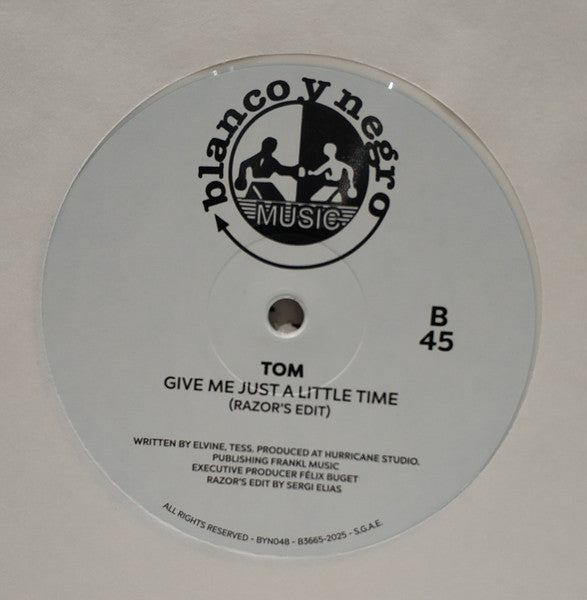 blanco y negro
MUSIC
B
45
TOM
GIVE ME JUST A LITTLE TIME
(RAZOR'S EDIT)
WRITTEN BY ELVINE, TESS. PRODUCED AT HURRICANE STUDIO.
PUBLISHING FRANKL MUSIC
EXECUTIVE PRODUCER FÉLIX BUGET
RAZOR'S EDIT BY SERGI ELIAS
ALL RIGHTS RESERVED - BYN048 - B3665-2025 - S.G.A.E.